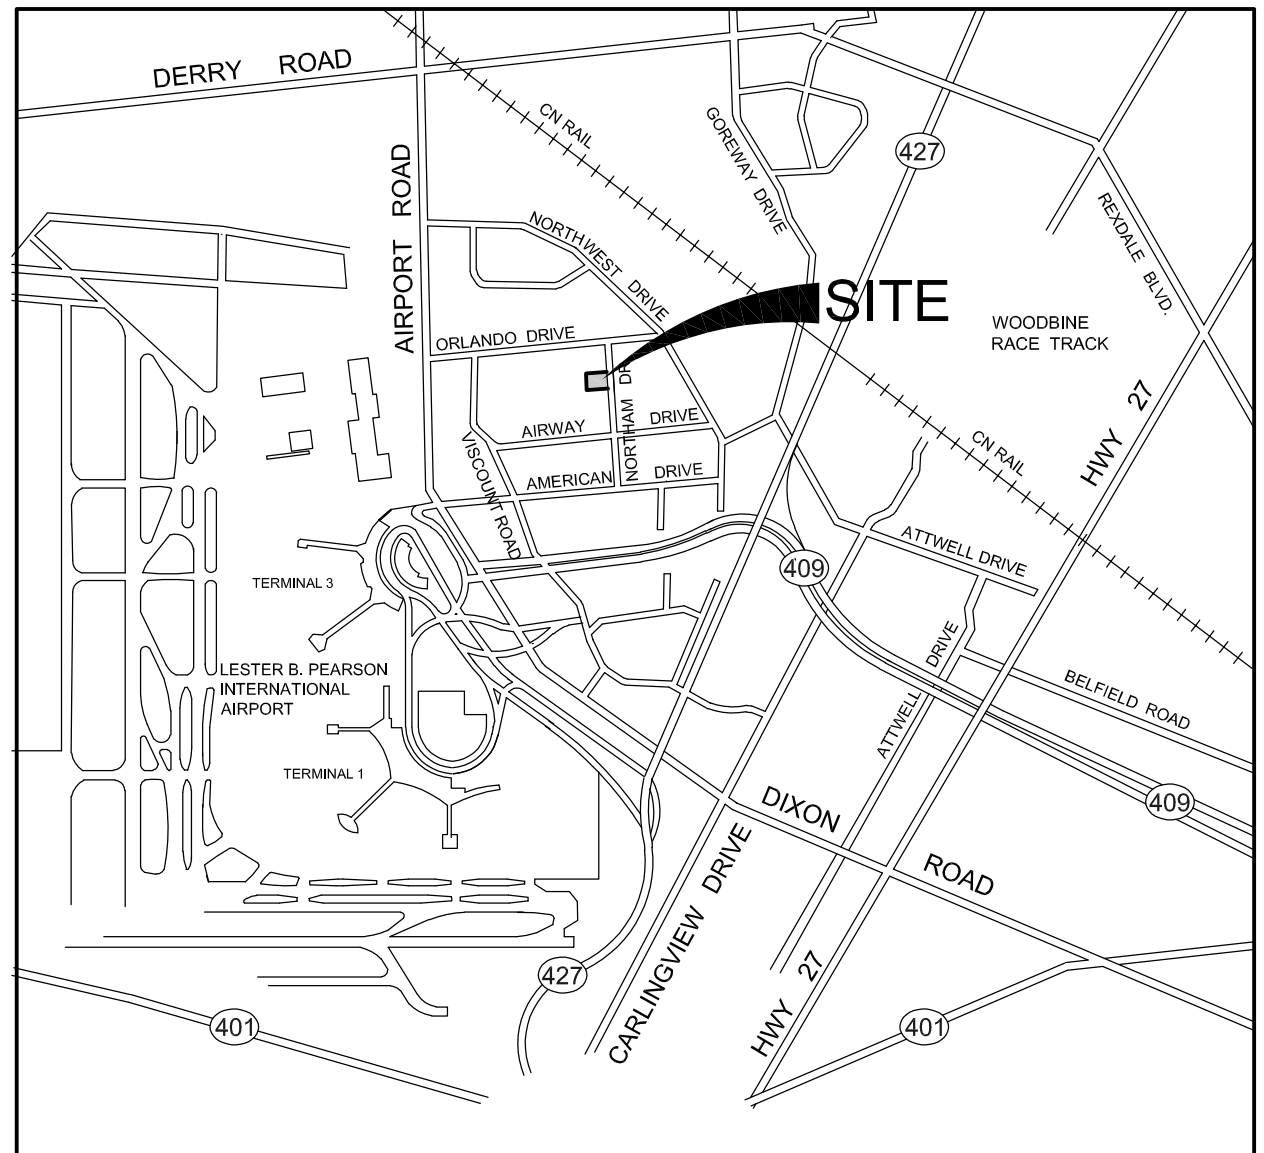 DERRY ROAD
CN RAIL
GOREWAY DRIVE
427
AIRPORT ROAD
REXDALE BLVD.
NORTHWEST DRIVE
SITE
WOODBINE
RACE TRACK
ORLANDO DRIVE
NORTHAM DR
AIRWAY DRIVE
HWY 27
CN RAIL
VISCOUNT ROAD
AMERICAN DRIVE
ATTWELL DRIVE
409
TERMINAL 3
LESTER B. PEARSON
INTERNATIONAL
AIRPORT
ATTWELL DRIVE
BELFIELD ROAD
TERMINAL 1
DIXON ROAD
409
CARLINGVIEW DRIVE
427
HWY 27
401
401